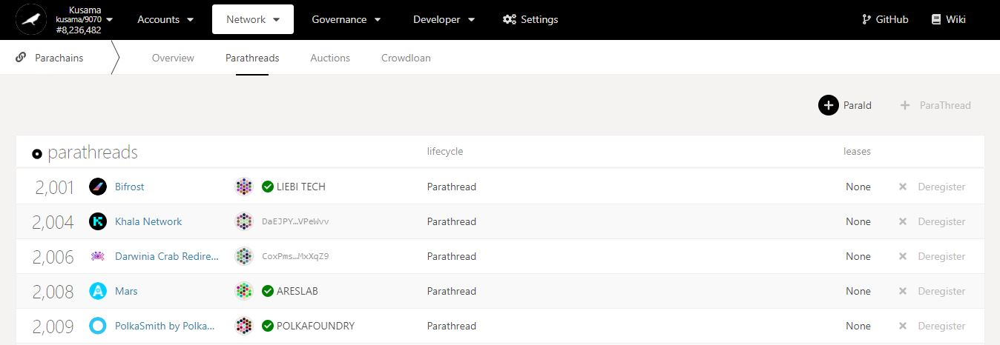 Kusama
kusama/9070
#8,236,482
Accounts Network Governance Developer Settings GitHub Wiki
Parachains Overview Parathreads Auctions Crowdloan
ParaId ParaThread
parathreads lifecycle leases
2,001 Bifrost LIEBI TECH Parathread None Deregister
2,004 Khala Network DaEJPY…VPeWvv Parathread None Deregister
2,006 Darwinia Crab Redire… CoxPms…MxXqZ9 Parathread None Deregister
2,008 Mars ARESLAB Parathread None Deregister
2,009 PolkaSmith by Polka… POLKAFOUNDRY Parathread None Deregister